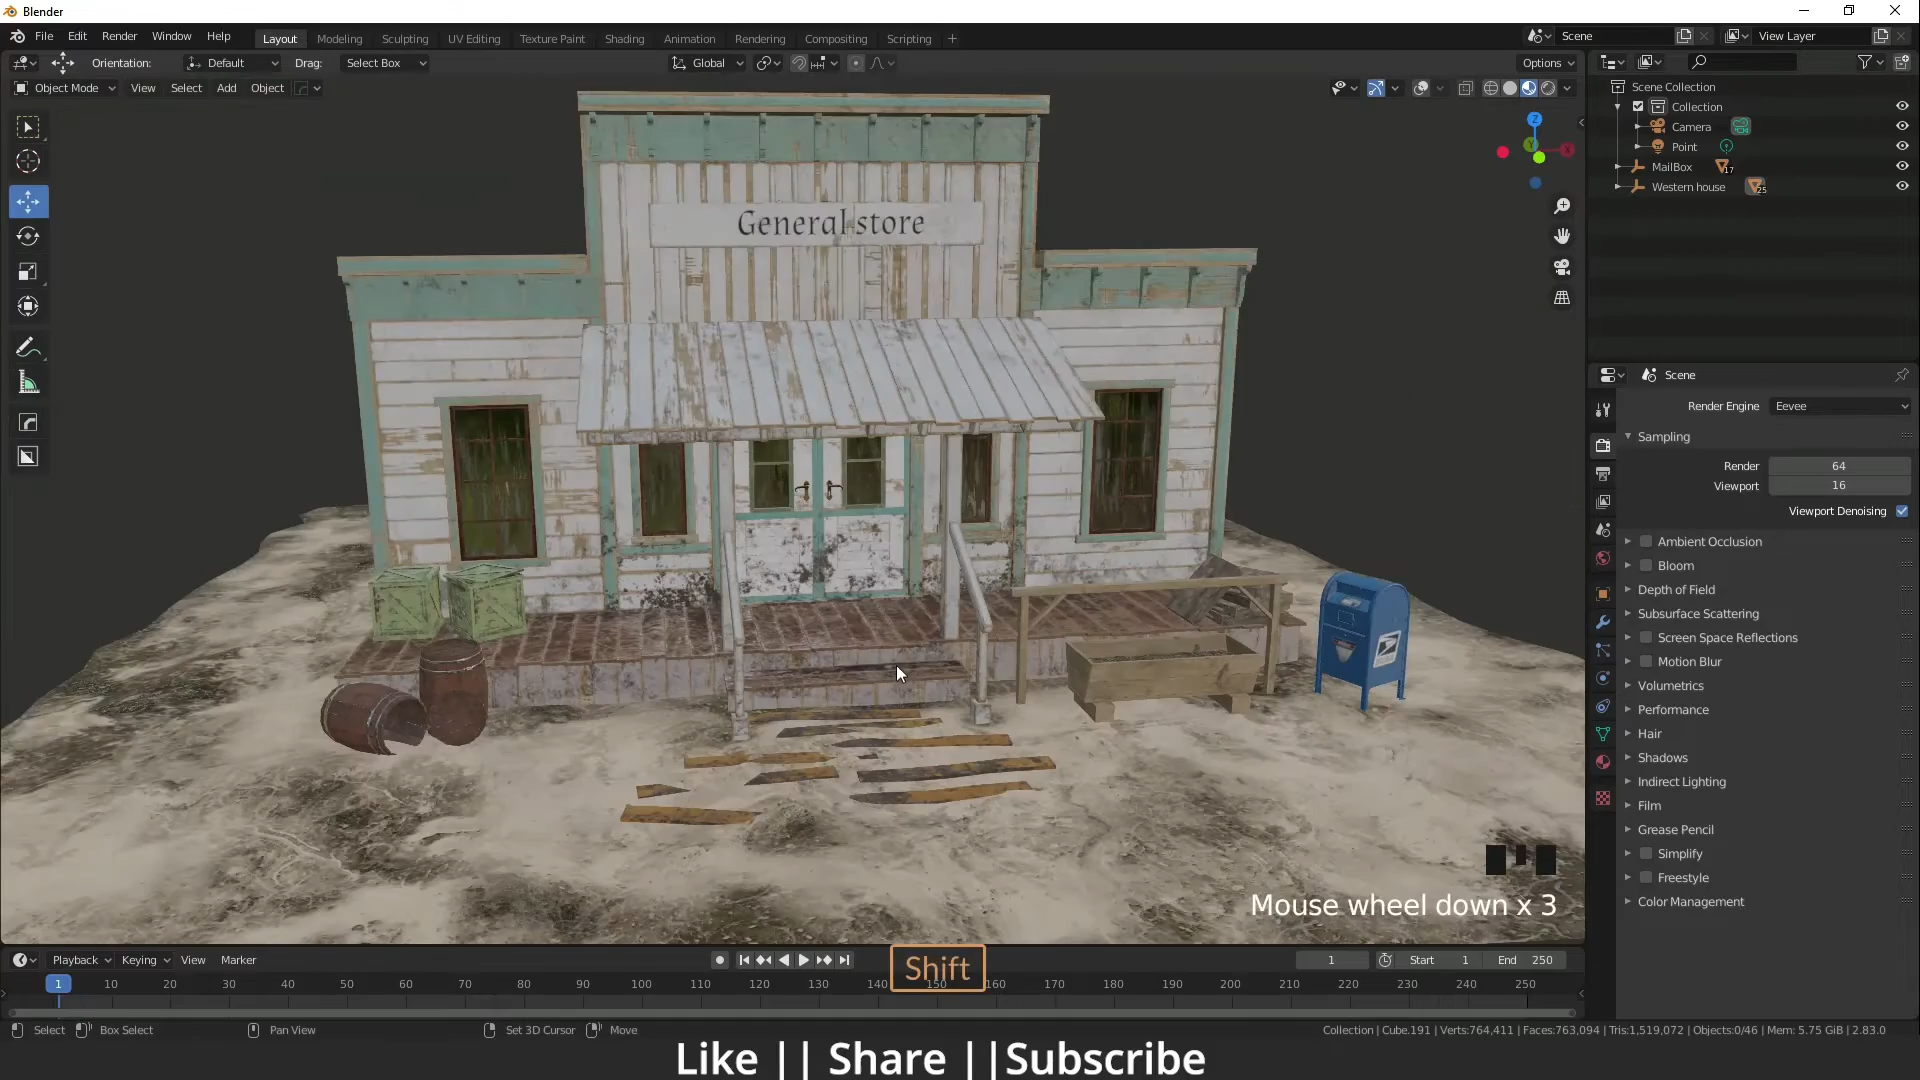 Blender
File Edit Render Window Help
Layout Modeling Sculpting UV Editing Texture Paint Shading Animation Rendering Compositing Scripting +
Scene
View Layer
Orientation: Default Drag: Select Box
Global
Options
Object Mode View Select Add Object
Scene Collection
Collection
Camera
Point
MailBox 17
Western house 25
Z
Y
X
General store
Scene
Render Engine Eevee
Sampling
Render 64
Viewport 16
Viewport Denoising
Ambient Occlusion
Bloom
Depth of Field
Subsurface Scattering
Screen Space Reflections
Motion Blur
Volumetrics
Performance
Hair
Shadows
Indirect Lighting
Film
Grease Pencil
Simplify
Freestyle
Color Management
Mouse wheel down x 3
Playback Keying View Marker
Shift
1 Start 1 End 250
1 10 20 30 40 50 60 70 80 90 100 110 120 130 140 150 160 170 180 190 200 210 220 230 240 250
Select Box Select Pan View Set 3D Cursor Move
Collection | Cube.191 | Verts:764,411 | Faces:763,094 | Tris:1,519,072 | Objects:0/46 | Mem: 5.75 GiB | 2.83.0
Like || Share ||Subscribe